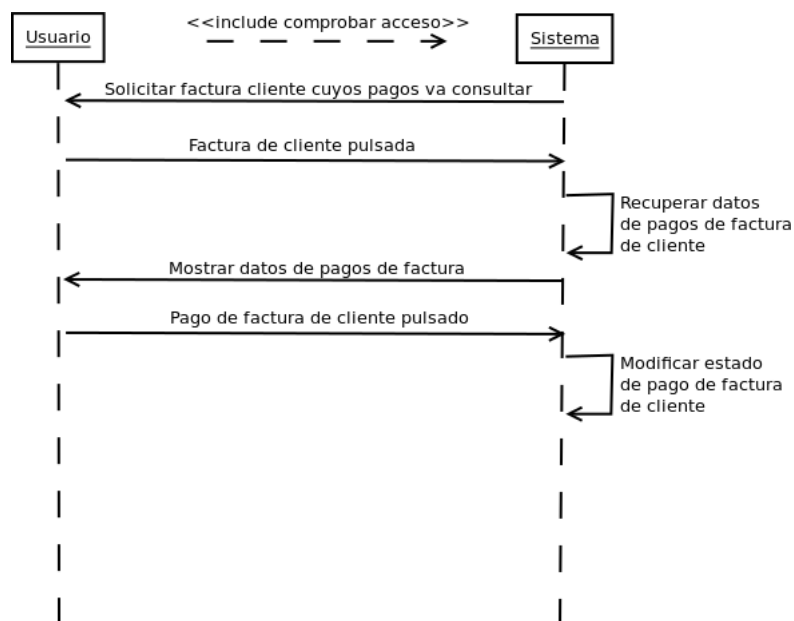 <<include comprobar acceso>>
Usuario
Sistema
Solicitar factura cliente cuyos pagos va consultar
Factura de cliente pulsada
Recuperar datos
de pagos de factura
de cliente
Mostrar datos de pagos de factura
Pago de factura de cliente pulsado
Modificar estado
de pago de factura
de cliente